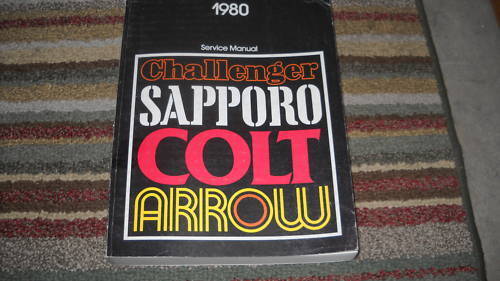 1980
Service Manual
Challenger
SAPPORO
COLT
ARROW